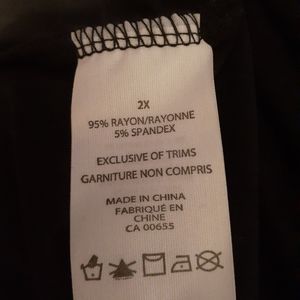 2X
95% RAYON/RAYONNE
5% SPANDEX
EXCLUSIVE OF TRIMS
GARNITURE NON COMPRIS
MADE IN CHINA
FABRIQUÉ EN
CHINE
CA 00655